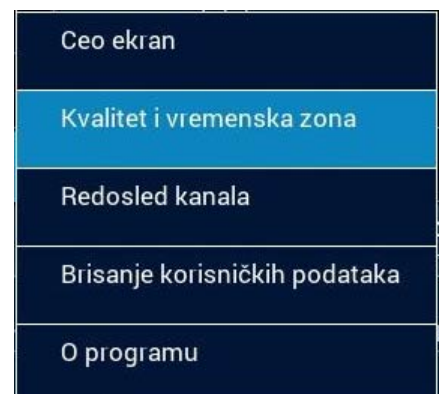 Ceo ekran
Kvalitet i vremenska zona
Redosled kanala
Brisanje korisničkih podataka
O programu